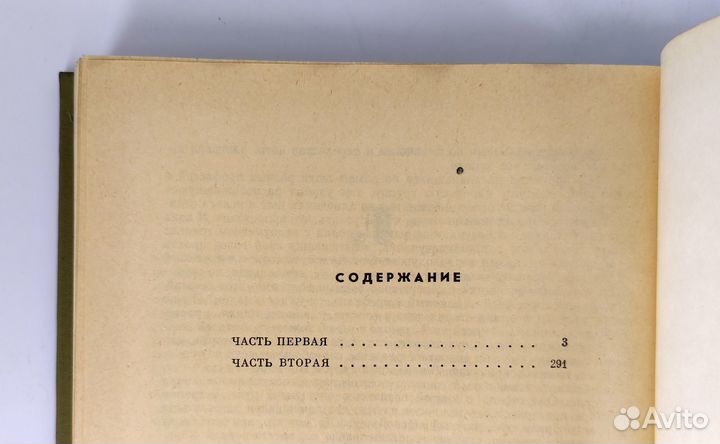 СОДЕРЖАНИЕ
ЧАСТЬ ПЕРВАЯ . . . . . . . . . . . . . . . . . . 3
ЧАСТЬ ВТОРАЯ . . . . . . . . . . . . . . . . . . 291
Avito